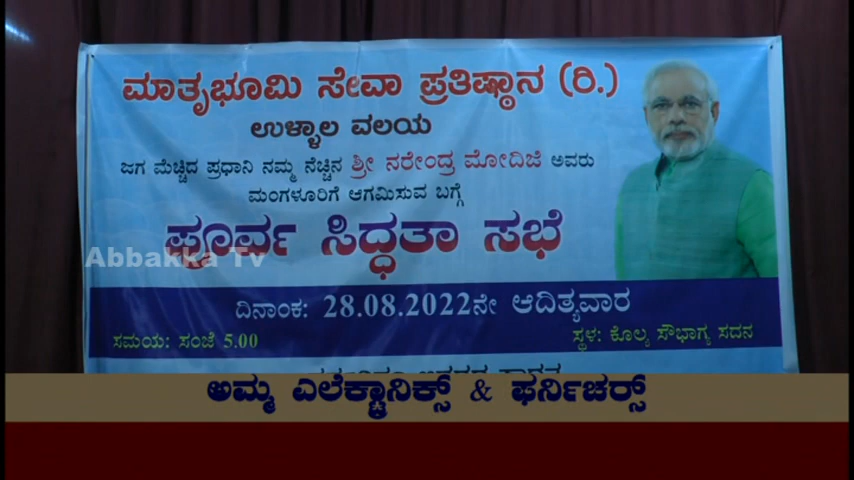 ಮಾತೃಭೂಮಿ ಸೇವಾ ಪ್ರತಿಷ್ಠಾನ (ರಿ.)
ಉಳ್ಳಾಲ ವಲಯ
ಜಗ ಮೆಚ್ಚಿದ ಪ್ರಧಾನಿ ನಮ್ಮ ನೆಚ್ಚಿನ ಶ್ರೀ ನರೇಂದ್ರ ಮೋದಿಜಿ ಅವರು
ಮಂಗಳೂರಿಗೆ ಆಗಮಿಸುವ ಬಗ್ಗೆ
ಪೂರ್ವ ಸಿದ್ಧತಾ ಸಭೆ
Abbakka Tv
ದಿನಾಂಕ: 28.08.2022ನೇ ಆದಿತ್ಯವಾರ
ಸಮಯ: ಸಂಜೆ 5.00 ಸ್ಥಳ: ಕೊಲ್ಯ ಸೌಭಾಗ್ಯ ಸದನ
ಅಮ್ಮ ಎಲೆಕ್ಟ್ರಾನಿಕ್ಸ್ & ಫರ್ನಿಚರ್ಸ್